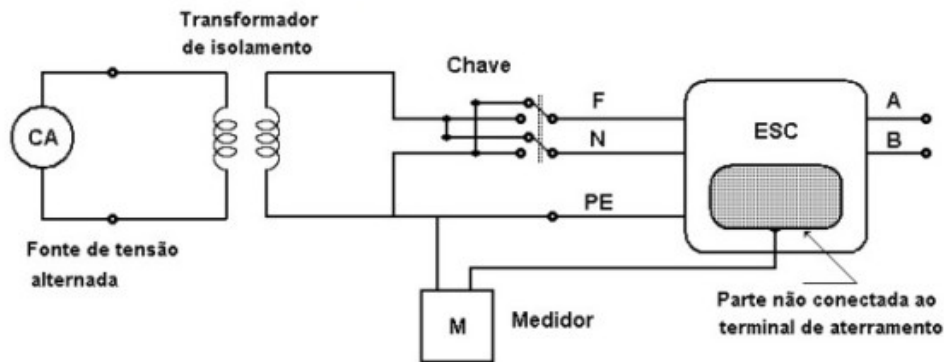 Transformador
de isolamento
Chave
CA
F
N
PE
ESC
A
B
Fonte de tensão
alternada
M
Medidor
Parte não conectada ao
terminal de aterramento